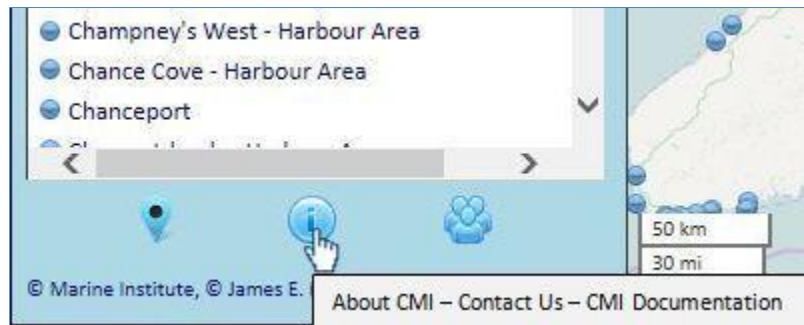 Champney's West - Harbour Area
Chance Cove - Harbour Area
Chanceport
50 km
30 mi
© Marine Institute, © James E.
About CMI – Contact Us – CMI Documentation